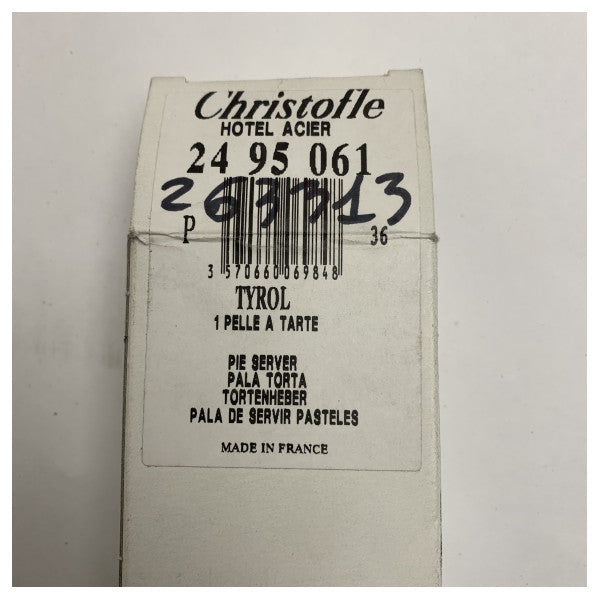 Christofle
HOTEL ACIER
24 95 061
263313
P 36
3 570660 069848
TYROL
1 PELLE A TARTE
PIE SERVER
PALA TORTA
TORTENHEBER
PALA DE SERVIR PASTELES
MADE IN FRANCE